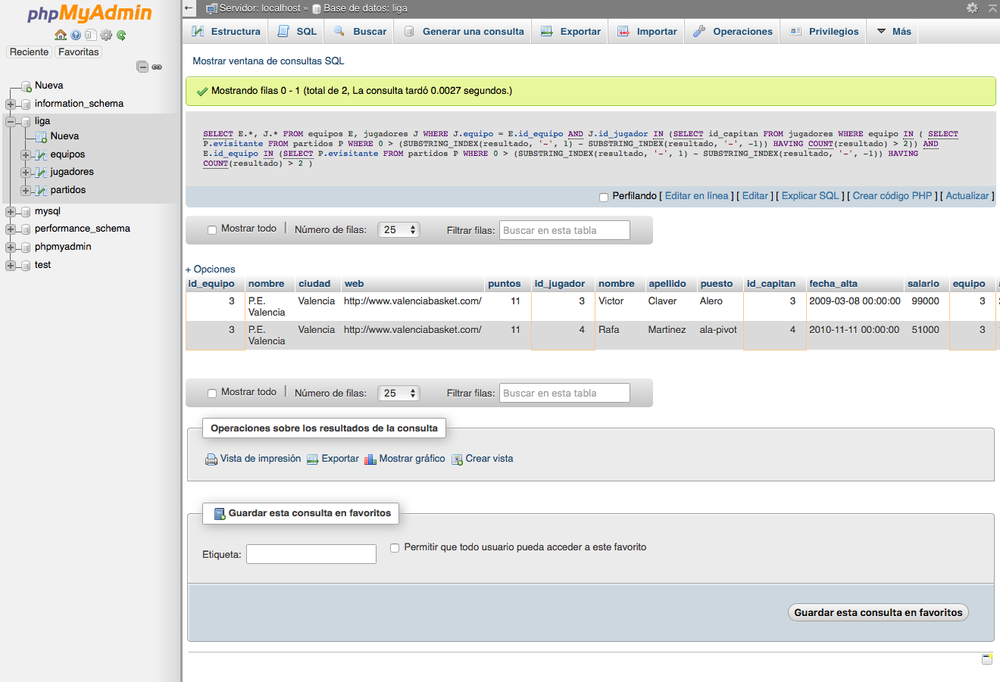 phpMyAdmin
Reciente Favoritas
Nueva
information_schema
liga
Nueva
equipos
jugadores
partidos
mysql
performance_schema
phpmyadmin
test
Servidor: localhost » Base de datos: liga
Estructura SQL Buscar Generar una consulta Exportar Importar Operaciones Privilegios Más
Mostrar ventana de consultas SQL
Mostrando filas 0 - 1 (total de 2, La consulta tardó 0.0027 segundos.)
SELECT E.*, J.* FROM equipos E, jugadores J WHERE J.equipo = E.id_equipo AND J.id_jugador IN (SELECT id_capitan FROM jugadores WHERE equipo IN ( SELECT
P.evisitante FROM partidos P WHERE 0 > (SUBSTRING_INDEX(resultado, '-', 1) - SUBSTRING_INDEX(resultado, '-', -1)) HAVING COUNT(resultado) > 2)) AND
E.id_equipo IN (SELECT P.evisitante FROM partidos P WHERE 0 > (SUBSTRING_INDEX(resultado, '-', 1) - SUBSTRING_INDEX(resultado, '-', -1)) HAVING
COUNT(resultado) > 2 )
Perfilando [ Editar en línea ] [ Editar ] [ Explicar SQL ] [ Crear código PHP ] [ Actualizar ]
Mostrar todo | Número de filas: 25 Filtrar filas: Buscar en esta tabla
+ Opciones
id_equipo nombre ciudad web puntos id_jugador nombre apellido puesto id_capitan fecha_alta salario equipo
3 P.E. Valencia http://www.valenciabasket.com/ 11 3 Victor Claver Alero 3 2009-03-08 00:00:00 99000 3
Valencia
3 P.E. Valencia http://www.valenciabasket.com/ 11 4 Rafa Martinez ala-pivot 4 2010-11-11 00:00:00 51000 3
Valencia
Mostrar todo | Número de filas: 25 Filtrar filas: Buscar en esta tabla
Operaciones sobre los resultados de la consulta
Vista de impresión Exportar Mostrar gráfico Crear vista
Guardar esta consulta en favoritos
Etiqueta: Permitir que todo usuario pueda acceder a este favorito
Guardar esta consulta en favoritos